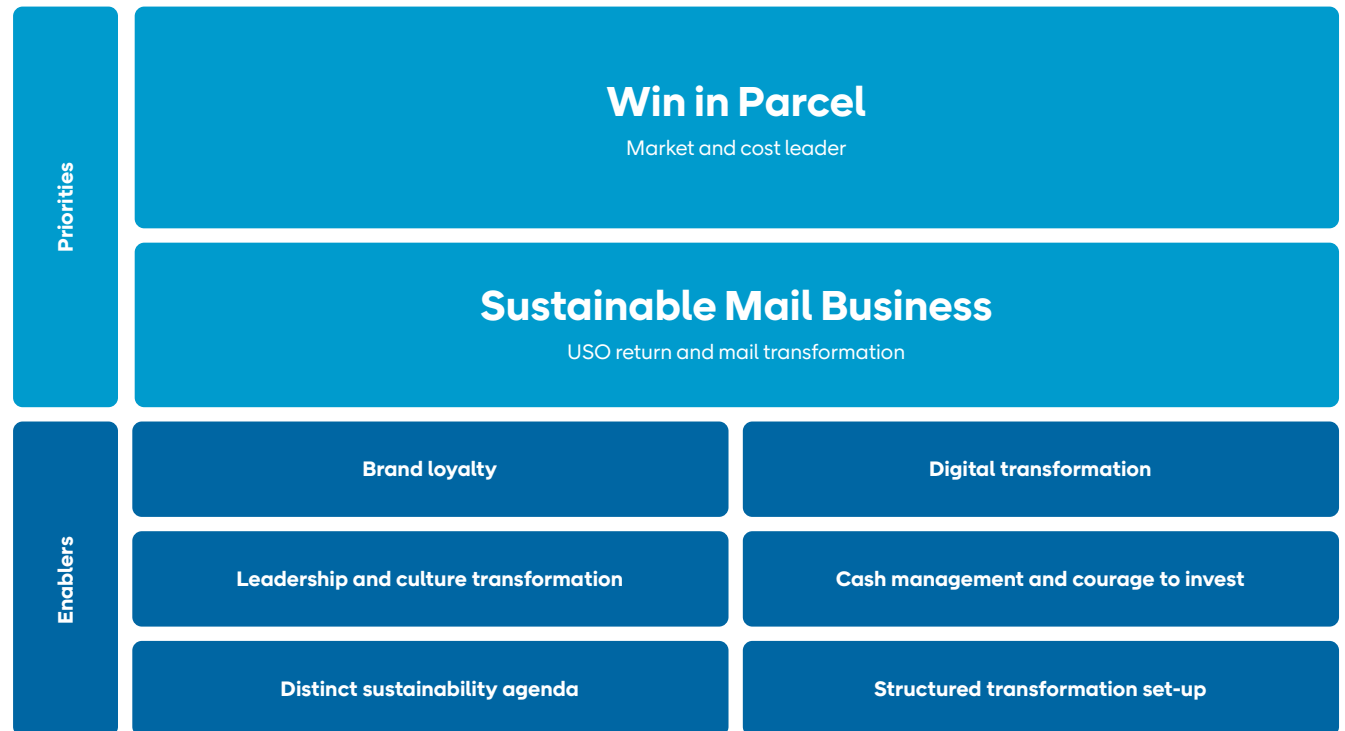 Priorities
Win in Parcel
Market and cost leader
Sustainable Mail Business
USO return and mail transformation
Enablers
Brand loyalty
Digital transformation
Leadership and culture transformation
Cash management and courage to invest
Distinct sustainability agenda
Structured transformation set-up